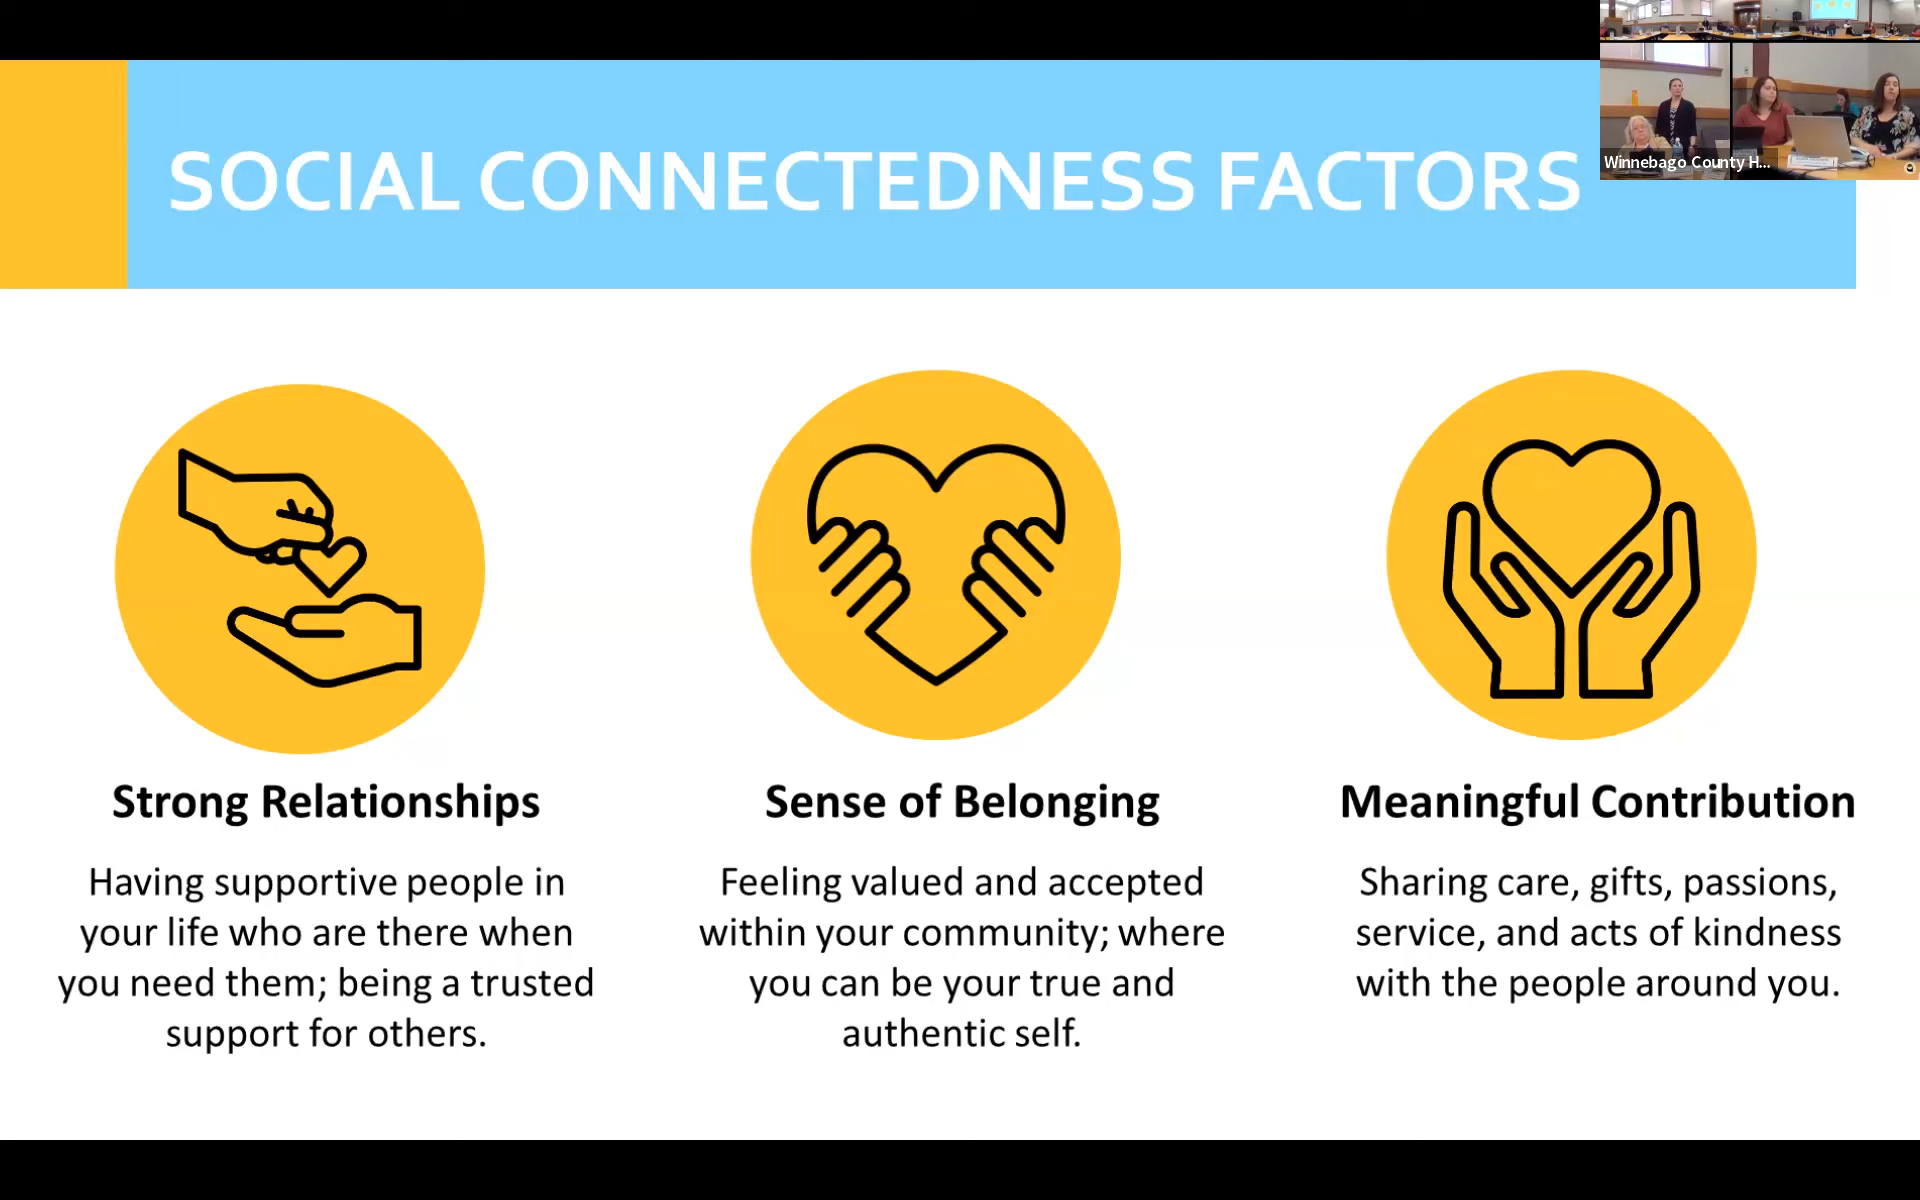 SOCIAL CONNECTEDNESS FACTORS
Winnebago County H...
Strong Relationships
Having supportive people in
your life who are there when
you need them; being a trusted
support for others.
Sense of Belonging
Feeling valued and accepted
within your community; where
you can be your true and
authentic self.
Meaningful Contribution
Sharing care, gifts, passions,
service, and acts of kindness
with the people around you.